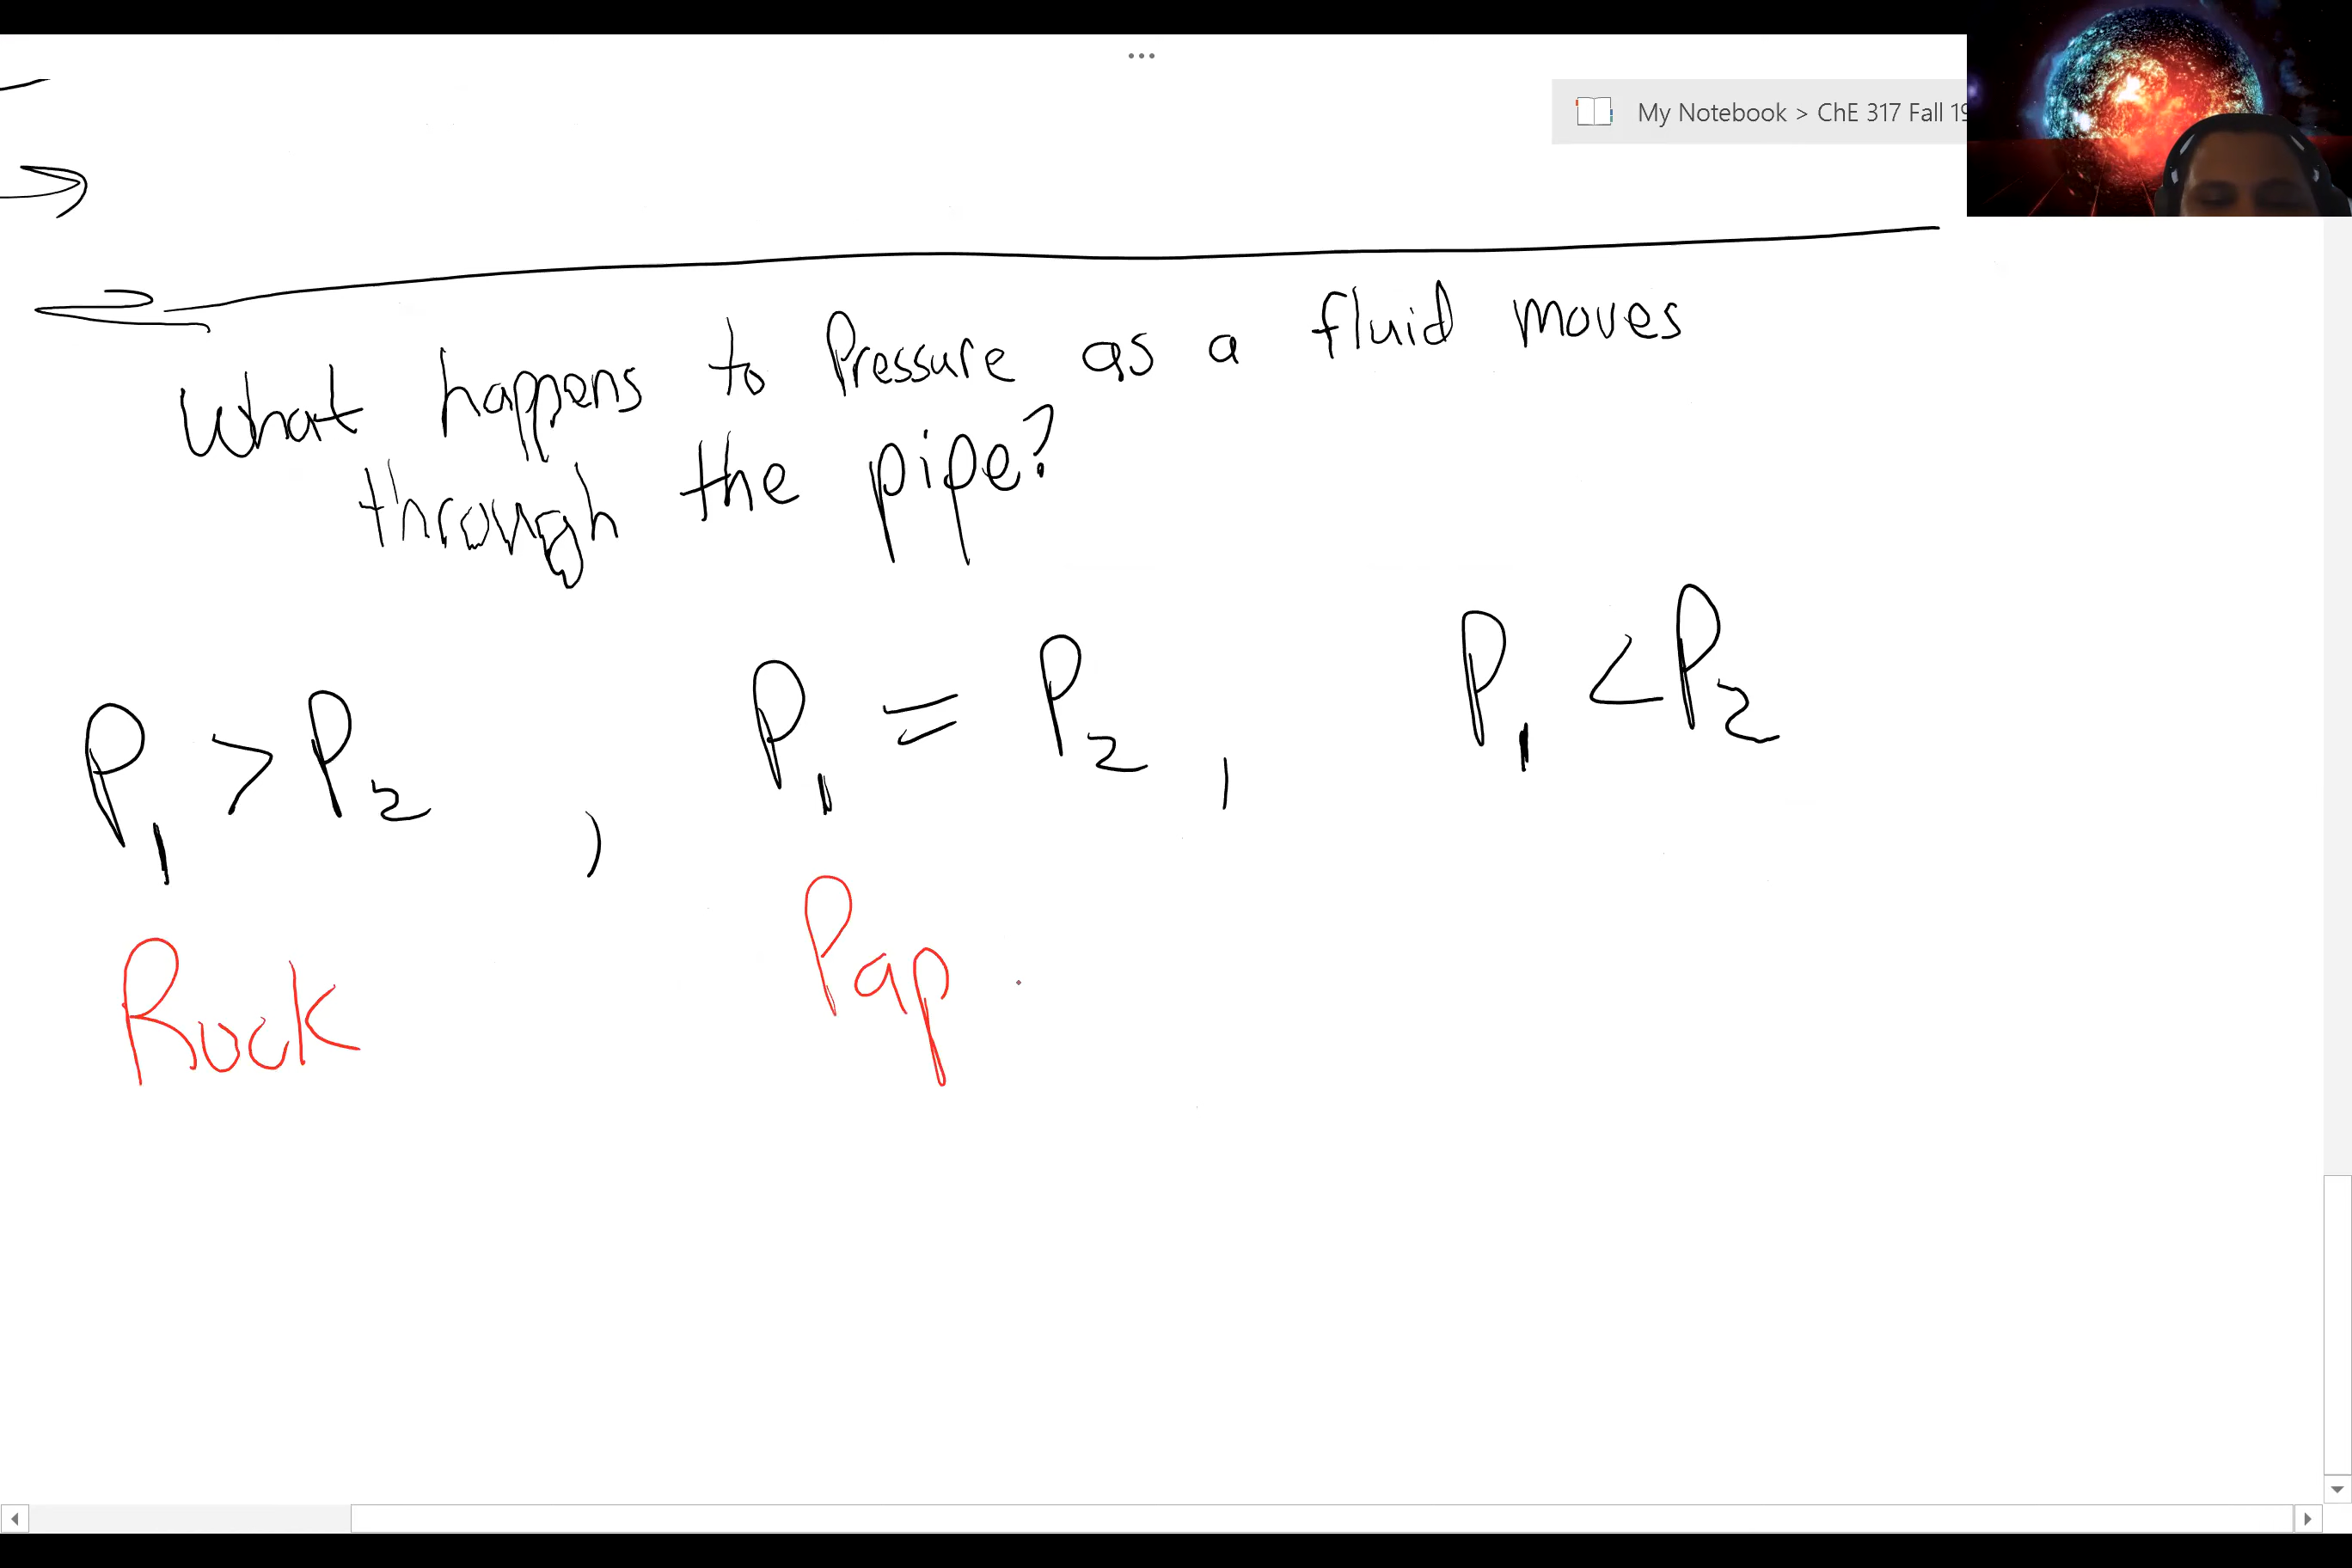 My Notebook > ChE 317 Fall 19
What happens to Pressure as a fluid moves
through the pipe?
P1 > P2 , P1 = P2 , P1 < P2
Rock Pap